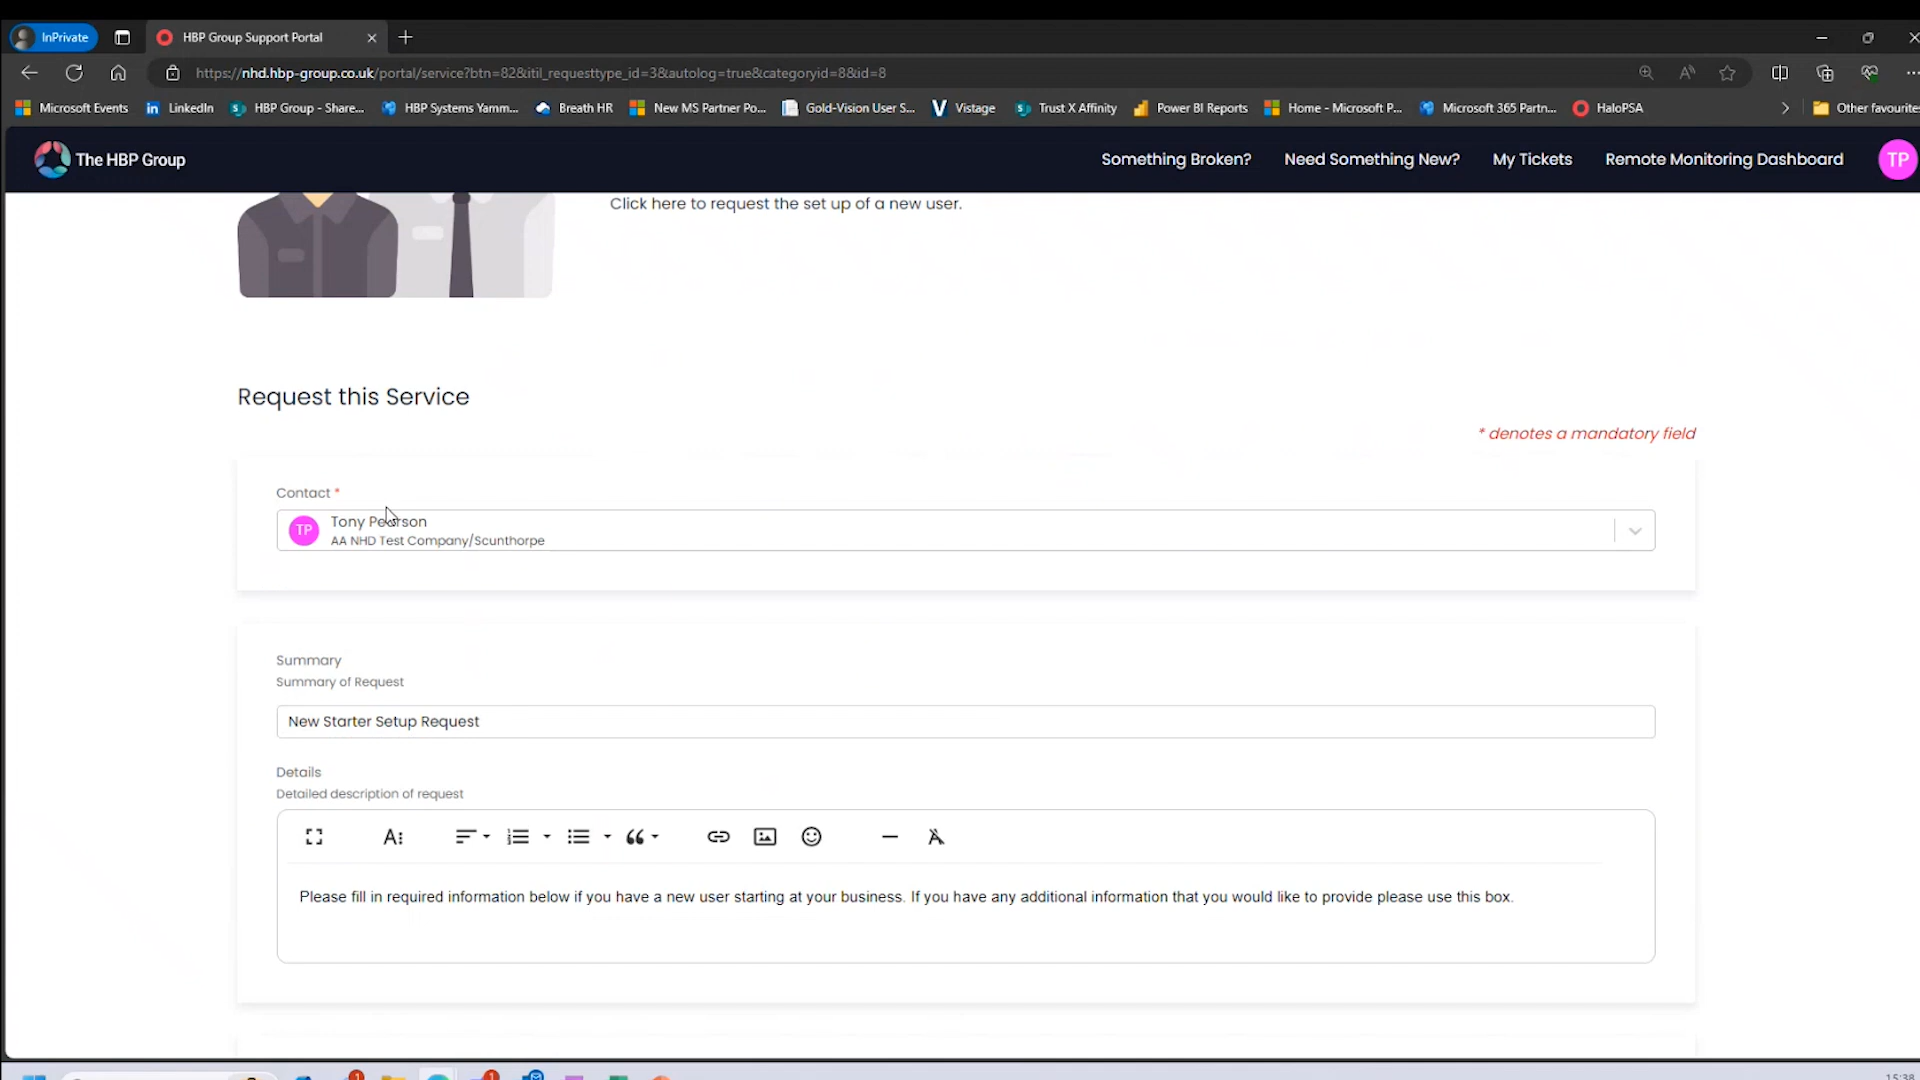 InPrivate
HBP Group Support Portal
https://nhd.hbp-group.co.uk/portal/service?btn=82&itil_requesttype_id=3&autolog=true&categoryid=8&id=8
Microsoft Events
LinkedIn
HBP Group - Share...
HBP Systems Yamm...
Breath HR
New MS Partner Po...
Gold-Vision User S...
Vistage
Trust X Affinity
Power BI Reports
Home - Microsoft P...
Microsoft 365 Partn...
HaloPSA
Other favourites
The HBP Group
Something Broken?
Need Something New?
My Tickets
Remote Monitoring Dashboard
TP
Click here to request the set up of a new user.
Request this Service
* denotes a mandatory field
Contact *
TP
Tony Pearson
AA NHD Test Company/Scunthorpe
Summary
Summary of Request
New Starter Setup Request
Details
Detailed description of request
Please fill in required information below if you have a new user starting at your business. If you have any additional information that you would like to provide please use this box.
1
1
15:38